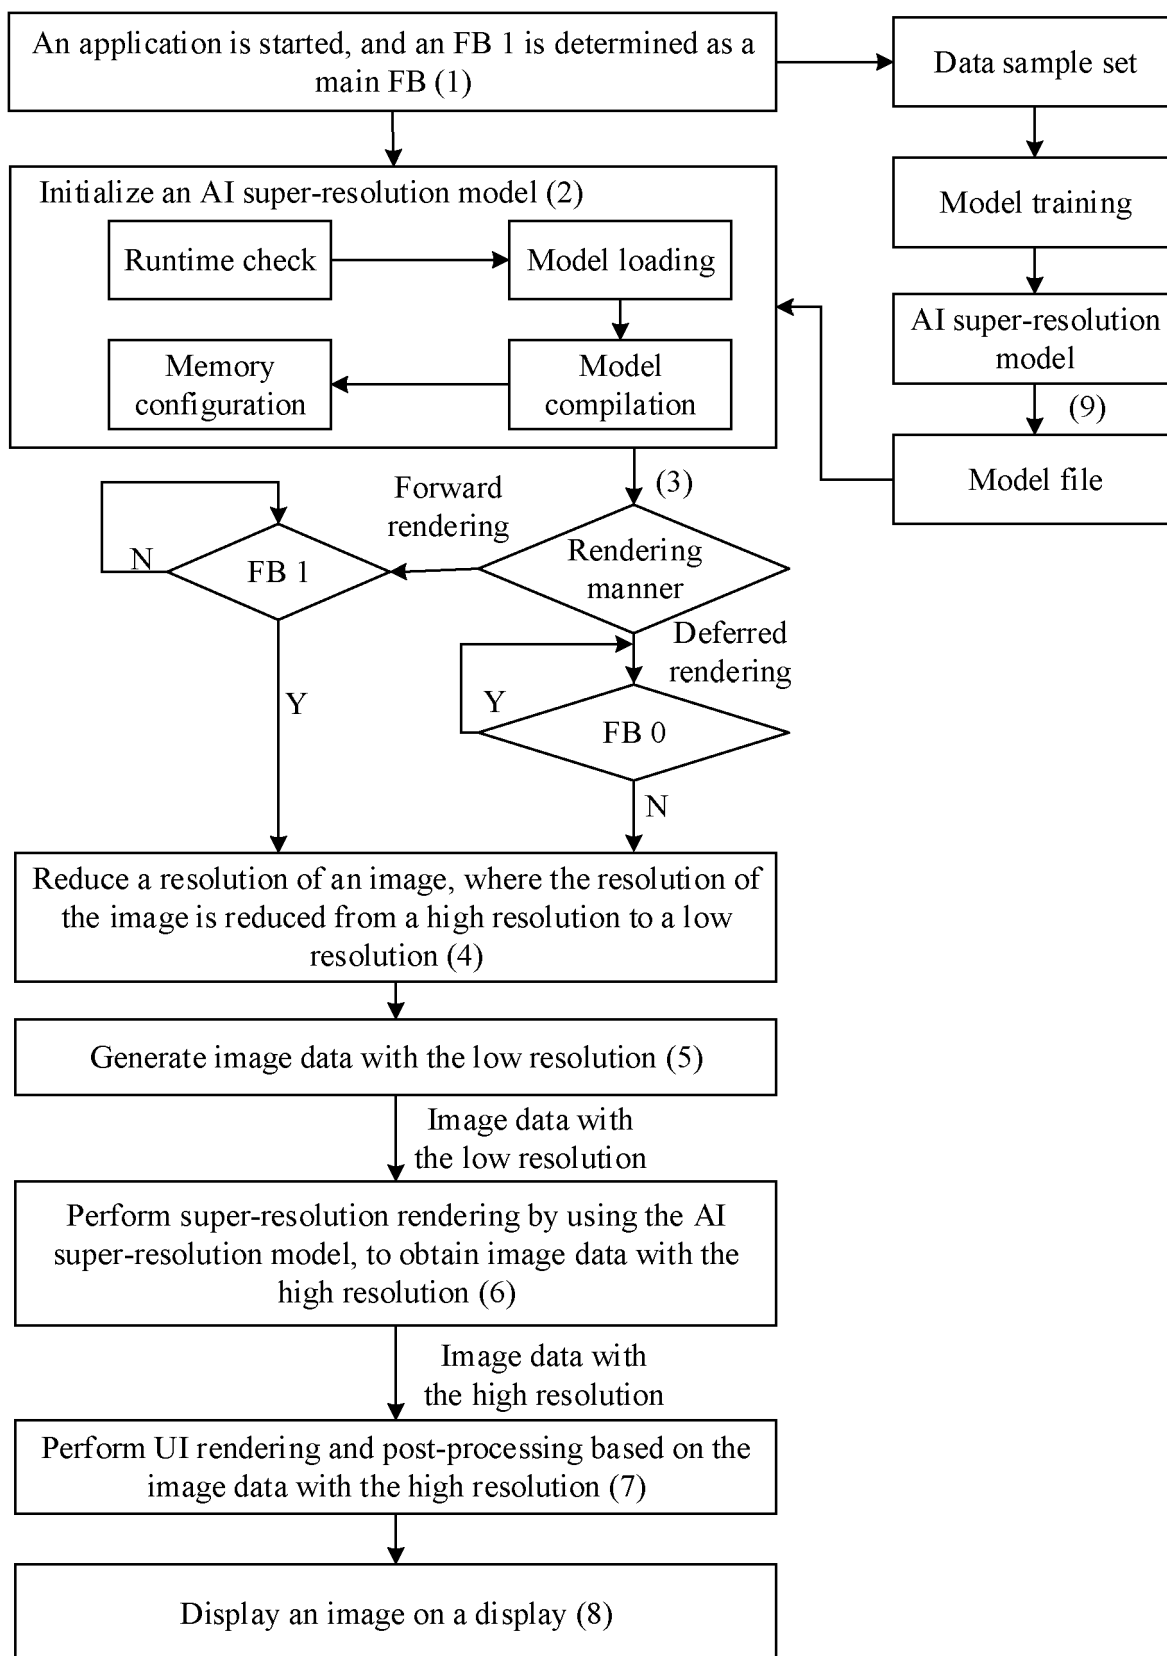 An application is started, and an FB 1 is determined as a
main FB (1)
Data sample set
Model training
AI super-resolution
model
(9)
Model file
Initialize an AI super-resolution model (2)
Runtime check
Model loading
Memory
configuration
Model
compilation
(3)
Forward
rendering
Rendering
manner
N
FB 1
Y
Deferred
rendering
Y
FB 0
N
Reduce a resolution of an image, where the resolution of
the image is reduced from a high resolution to a low
resolution (4)
Generate image data with the low resolution (5)
Image data with
the low resolution
Perform super-resolution rendering by using the AI
super-resolution model, to obtain image data with the
high resolution (6)
Image data with
the high resolution
Perform UI rendering and post-processing based on the
image data with the high resolution (7)
Display an image on a display (8)